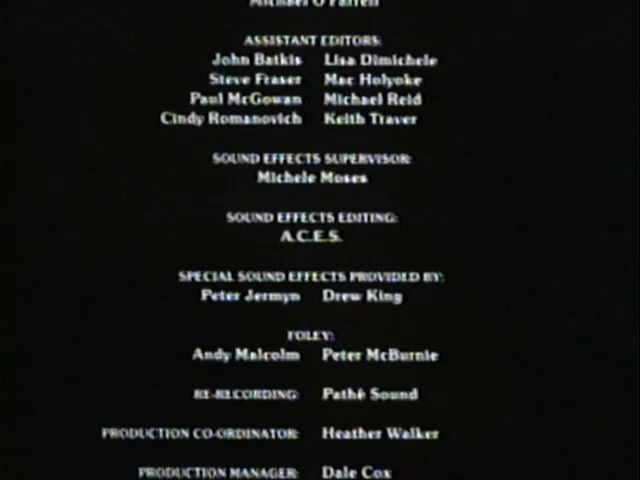 Michael O'Farrell
ASSISTANT EDITORS:
John Batkis Lisa Dimichele
Steve Fraser Mac Holyoke
Paul McGowan Michael Reid
Cindy Romanovich Keith Traver
SOUND EFFECTS SUPERVISOR:
Michele Moses
SOUND EFFECTS EDITING:
A.C.E.S.
SPECIAL SOUND EFFECTS PROVIDED BY:
Peter Jermyn Drew King
FOLEY:
Andy Malcolm Peter McBurnie
RE-RECORDING: Pathé Sound
PRODUCTION CO-ORDINATOR: Heather Walker
PRODUCTION MANAGER: Dale Cox